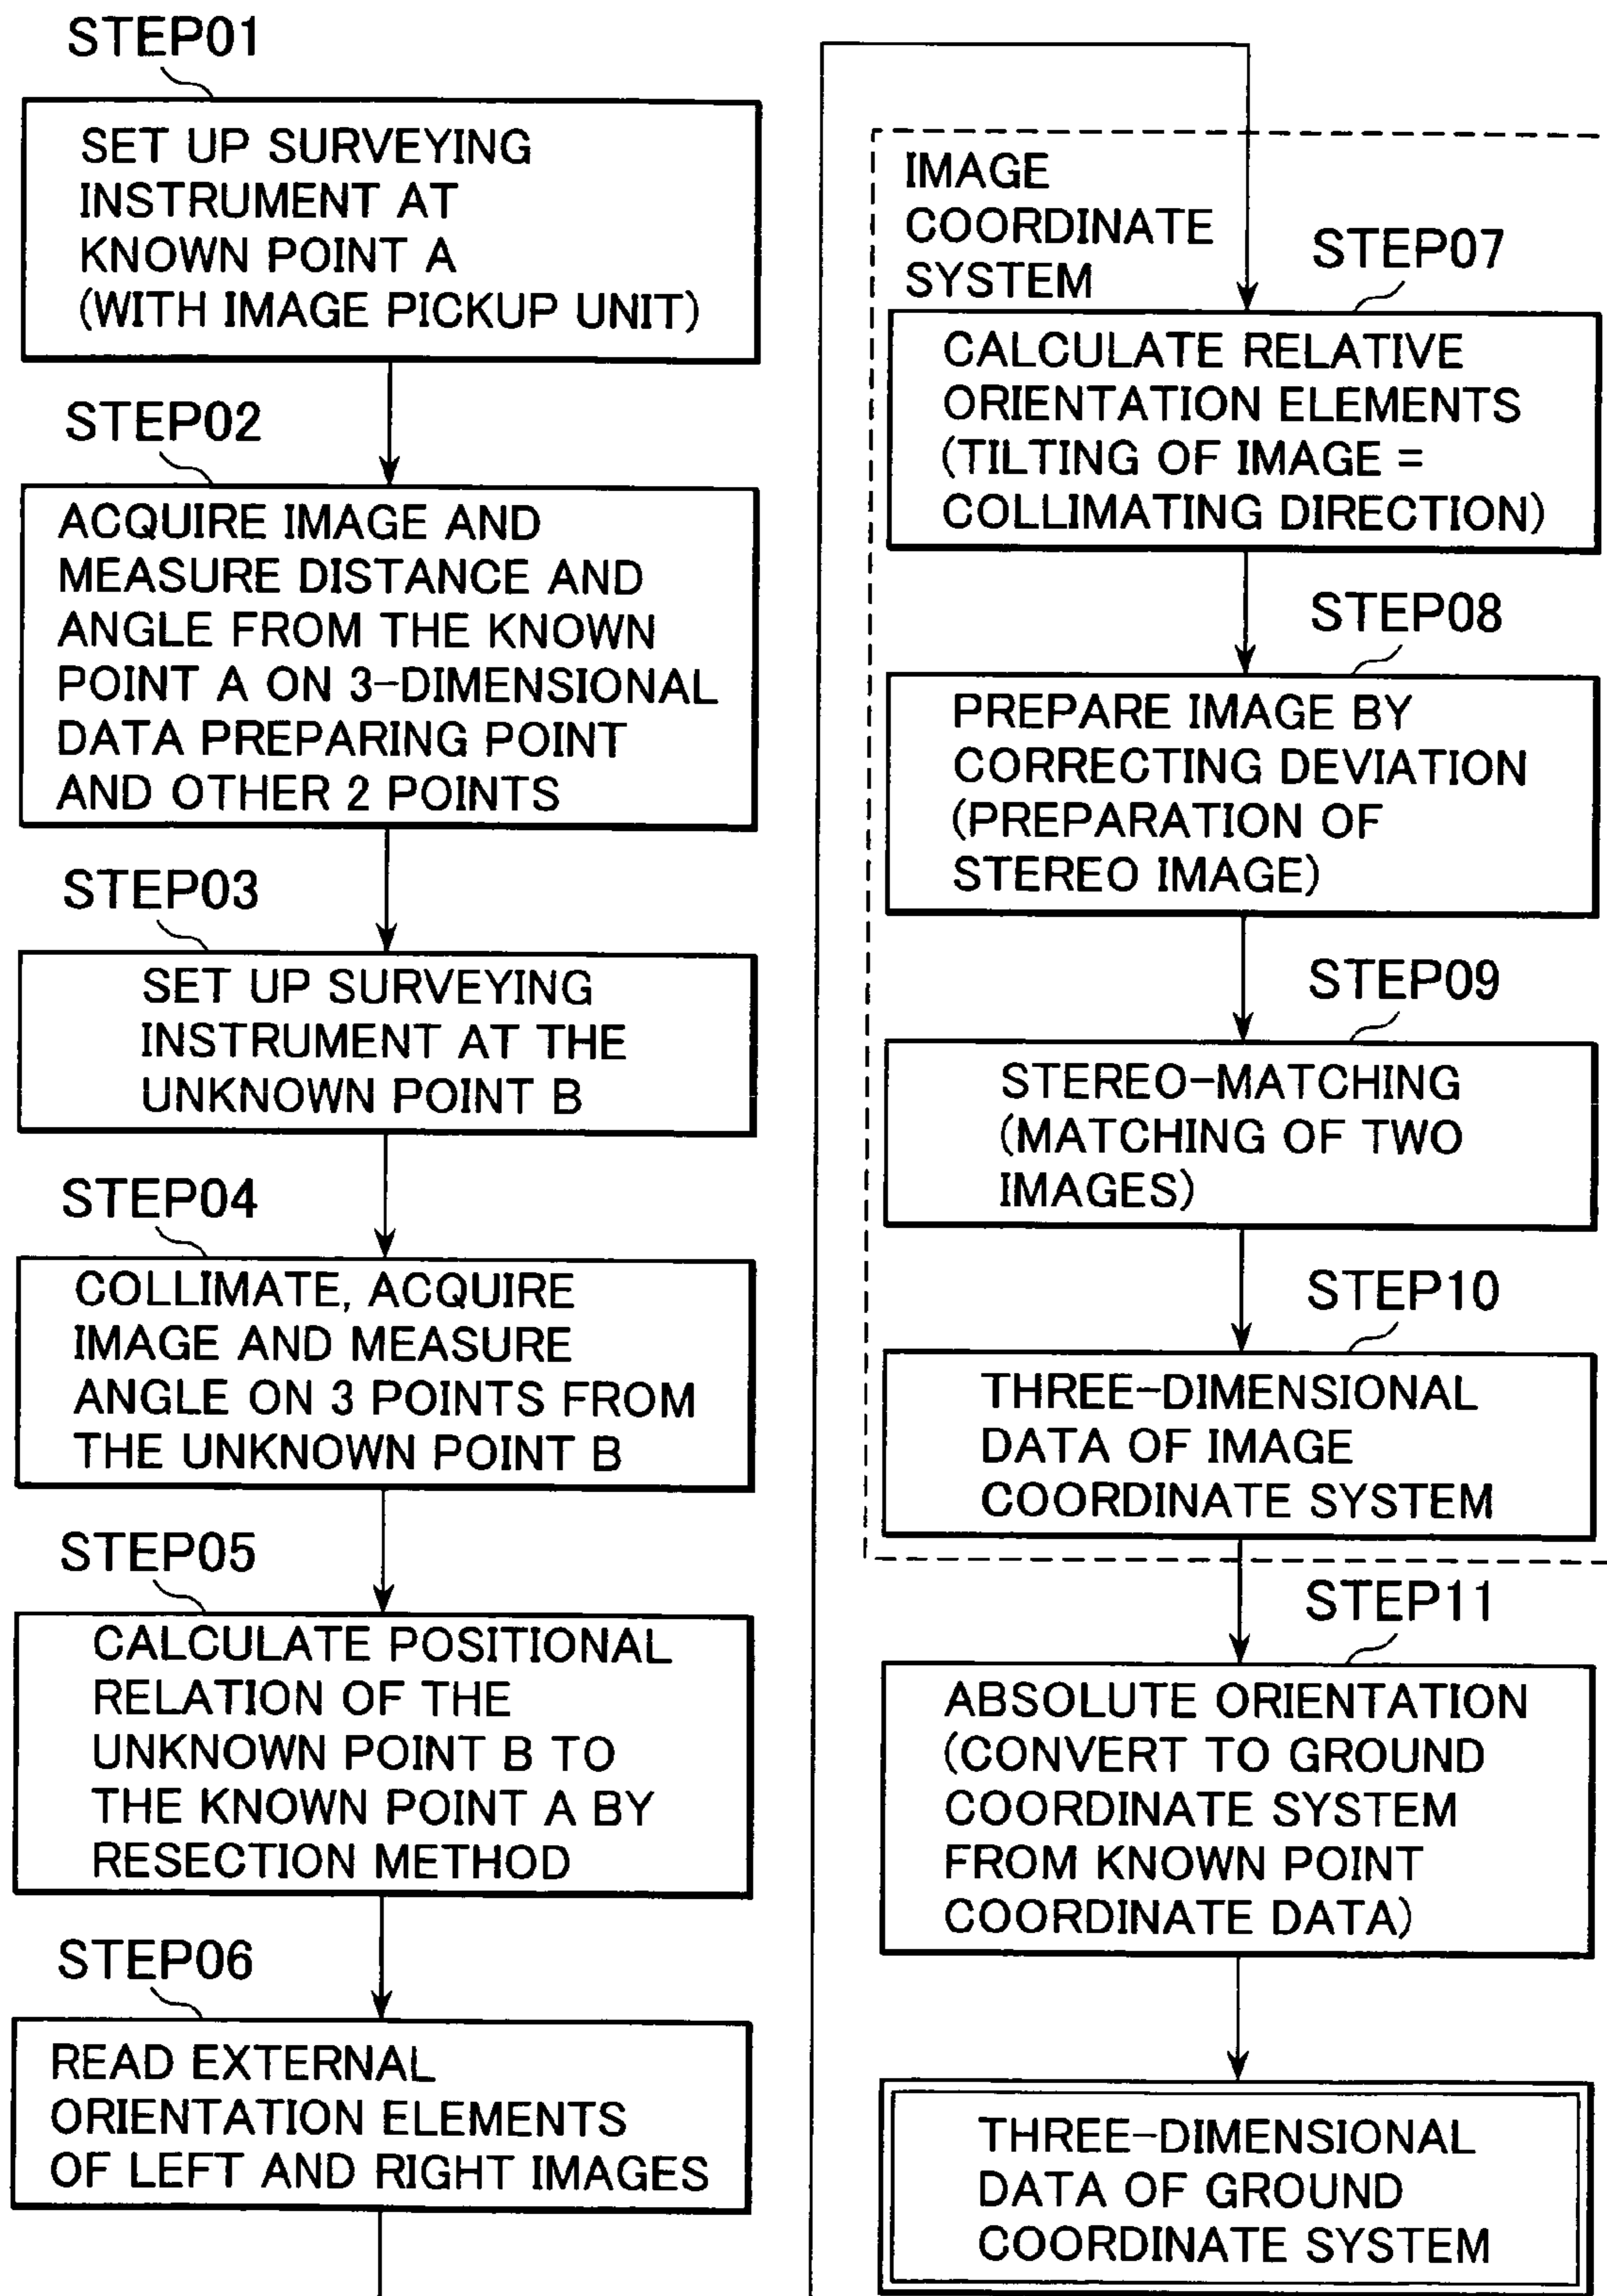 STEP01
SET UP SURVEYING
INSTRUMENT AT
KNOWN POINT A
(WITH IMAGE PICKUP UNIT)
STEP02
ACQUIRE IMAGE AND
MEASURE DISTANCE AND
ANGLE FROM THE KNOWN
POINT A ON 3-DIMENSIONAL
DATA PREPARING POINT
AND OTHER 2 POINTS
STEP03
SET UP SURVEYING
INSTRUMENT AT THE
UNKNOWN POINT B
STEP04
COLLIMATE, ACQUIRE
IMAGE AND MEASURE
ANGLE ON 3 POINTS FROM
THE UNKNOWN POINT B
STEP05
CALCULATE POSITIONAL
RELATION OF THE
UNKNOWN POINT B TO
THE KNOWN POINT A BY
RESECTION METHOD
STEP06
READ EXTERNAL
ORIENTATION ELEMENTS
OF LEFT AND RIGHT IMAGES
IMAGE
COORDINATE
SYSTEM
STEP07
CALCULATE RELATIVE
ORIENTATION ELEMENTS
(TILTING OF IMAGE =
COLLIMATING DIRECTION)
STEP08
PREPARE IMAGE BY
CORRECTING DEVIATION
(PREPARATION OF
STEREO IMAGE)
STEP09
STEREO-MATCHING
(MATCHING OF TWO
IMAGES)
STEP10
THREE-DIMENSIONAL
DATA OF IMAGE
COORDINATE SYSTEM
STEP11
ABSOLUTE ORIENTATION
(CONVERT TO GROUND
COORDINATE SYSTEM
FROM KNOWN POINT
COORDINATE DATA)
THREE-DIMENSIONAL
DATA OF GROUND
COORDINATE SYSTEM